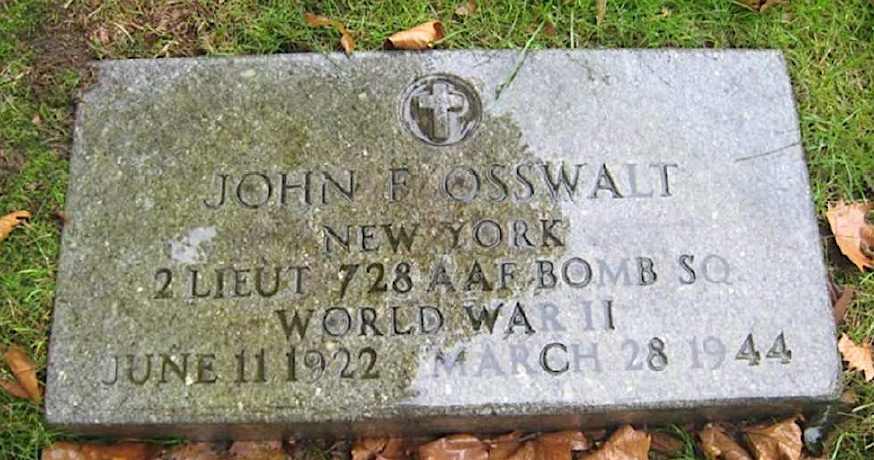 JOHN F OSSWALT
NEW YORK
2 LIEUT 728 AAF BOMB SQ
WORLD WAR II
JUNE 11 1922 MARCH 28 1944